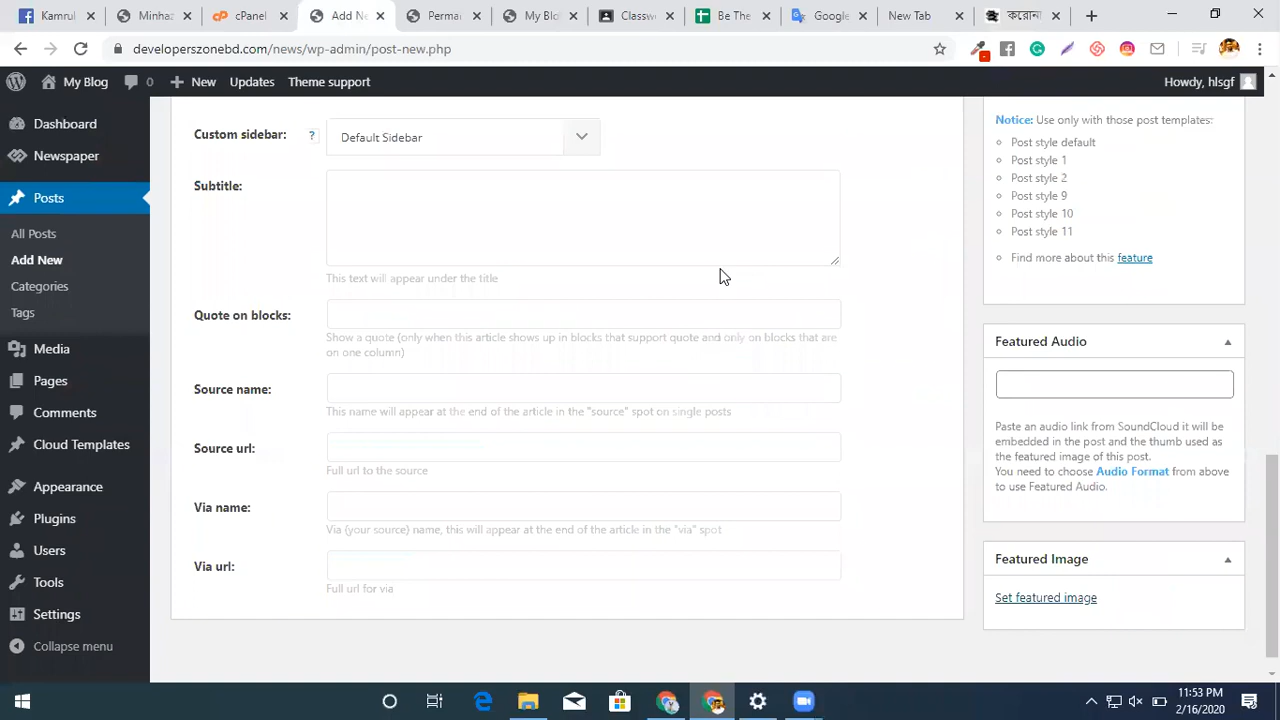 Kamrul
Minhaz
cPanel
Add Ne
Perma
My Blo
Classw
Be The
Google
New Tab
করোনা
developerszonebd.com/news/wp-admin/post-new.php
My Blog
0
New
Updates
Theme support
Howdy, hlsgf
Dashboard
Newspaper
Posts
All Posts
Add New
Categories
Tags
Media
Pages
Comments
Cloud Templates
Appearance
Plugins
Users
Tools
Settings
Collapse menu
Custom sidebar:
?
Default Sidebar
Subtitle:
This text will appear under the title
Quote on blocks:
Show a quote (only when this article shows up in blocks that support quote and only on blocks that are
on one column)
Source name:
This name will appear at the end of the article in the "source" spot on single posts
Source url:
Full url to the source
Via name:
Via (your source) name, this will appear at the end of the article in the "via" spot
Via url:
Full url for via
Notice: Use only with those post templates:
Post style default
Post style 1
Post style 2
Post style 9
Post style 10
Post style 11
Find more about this feature
Featured Audio
Paste an audio link from SoundCloud it will be
embedded in the post and the thumb used as
the featured image of this post.
You need to choose Audio Format from above
to use Featured Audio.
Featured Image
Set featured image
11:53 PM
2/16/2020